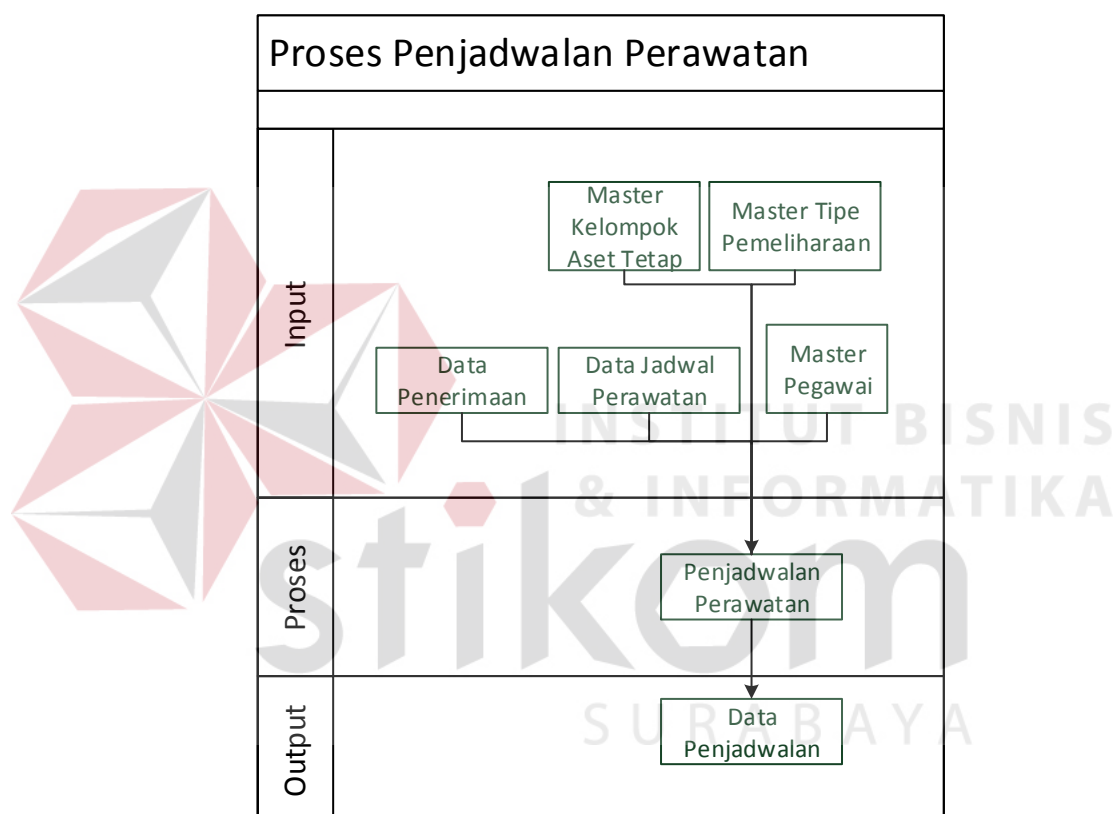 Proses Penjadwalan Perawatan
Input
Master
Kelompok
Aset Tetap
Master Tipe
Pemeliharaan
Data
Penerimaan
Data Jadwal
Perawatan
Master
Pegawai
INSTITUT BISNIS
& INFORMATIKA
stikom
SURABAYA
Proses
Penjadwalan
Perawatan
Output
Data
Penjadwalan